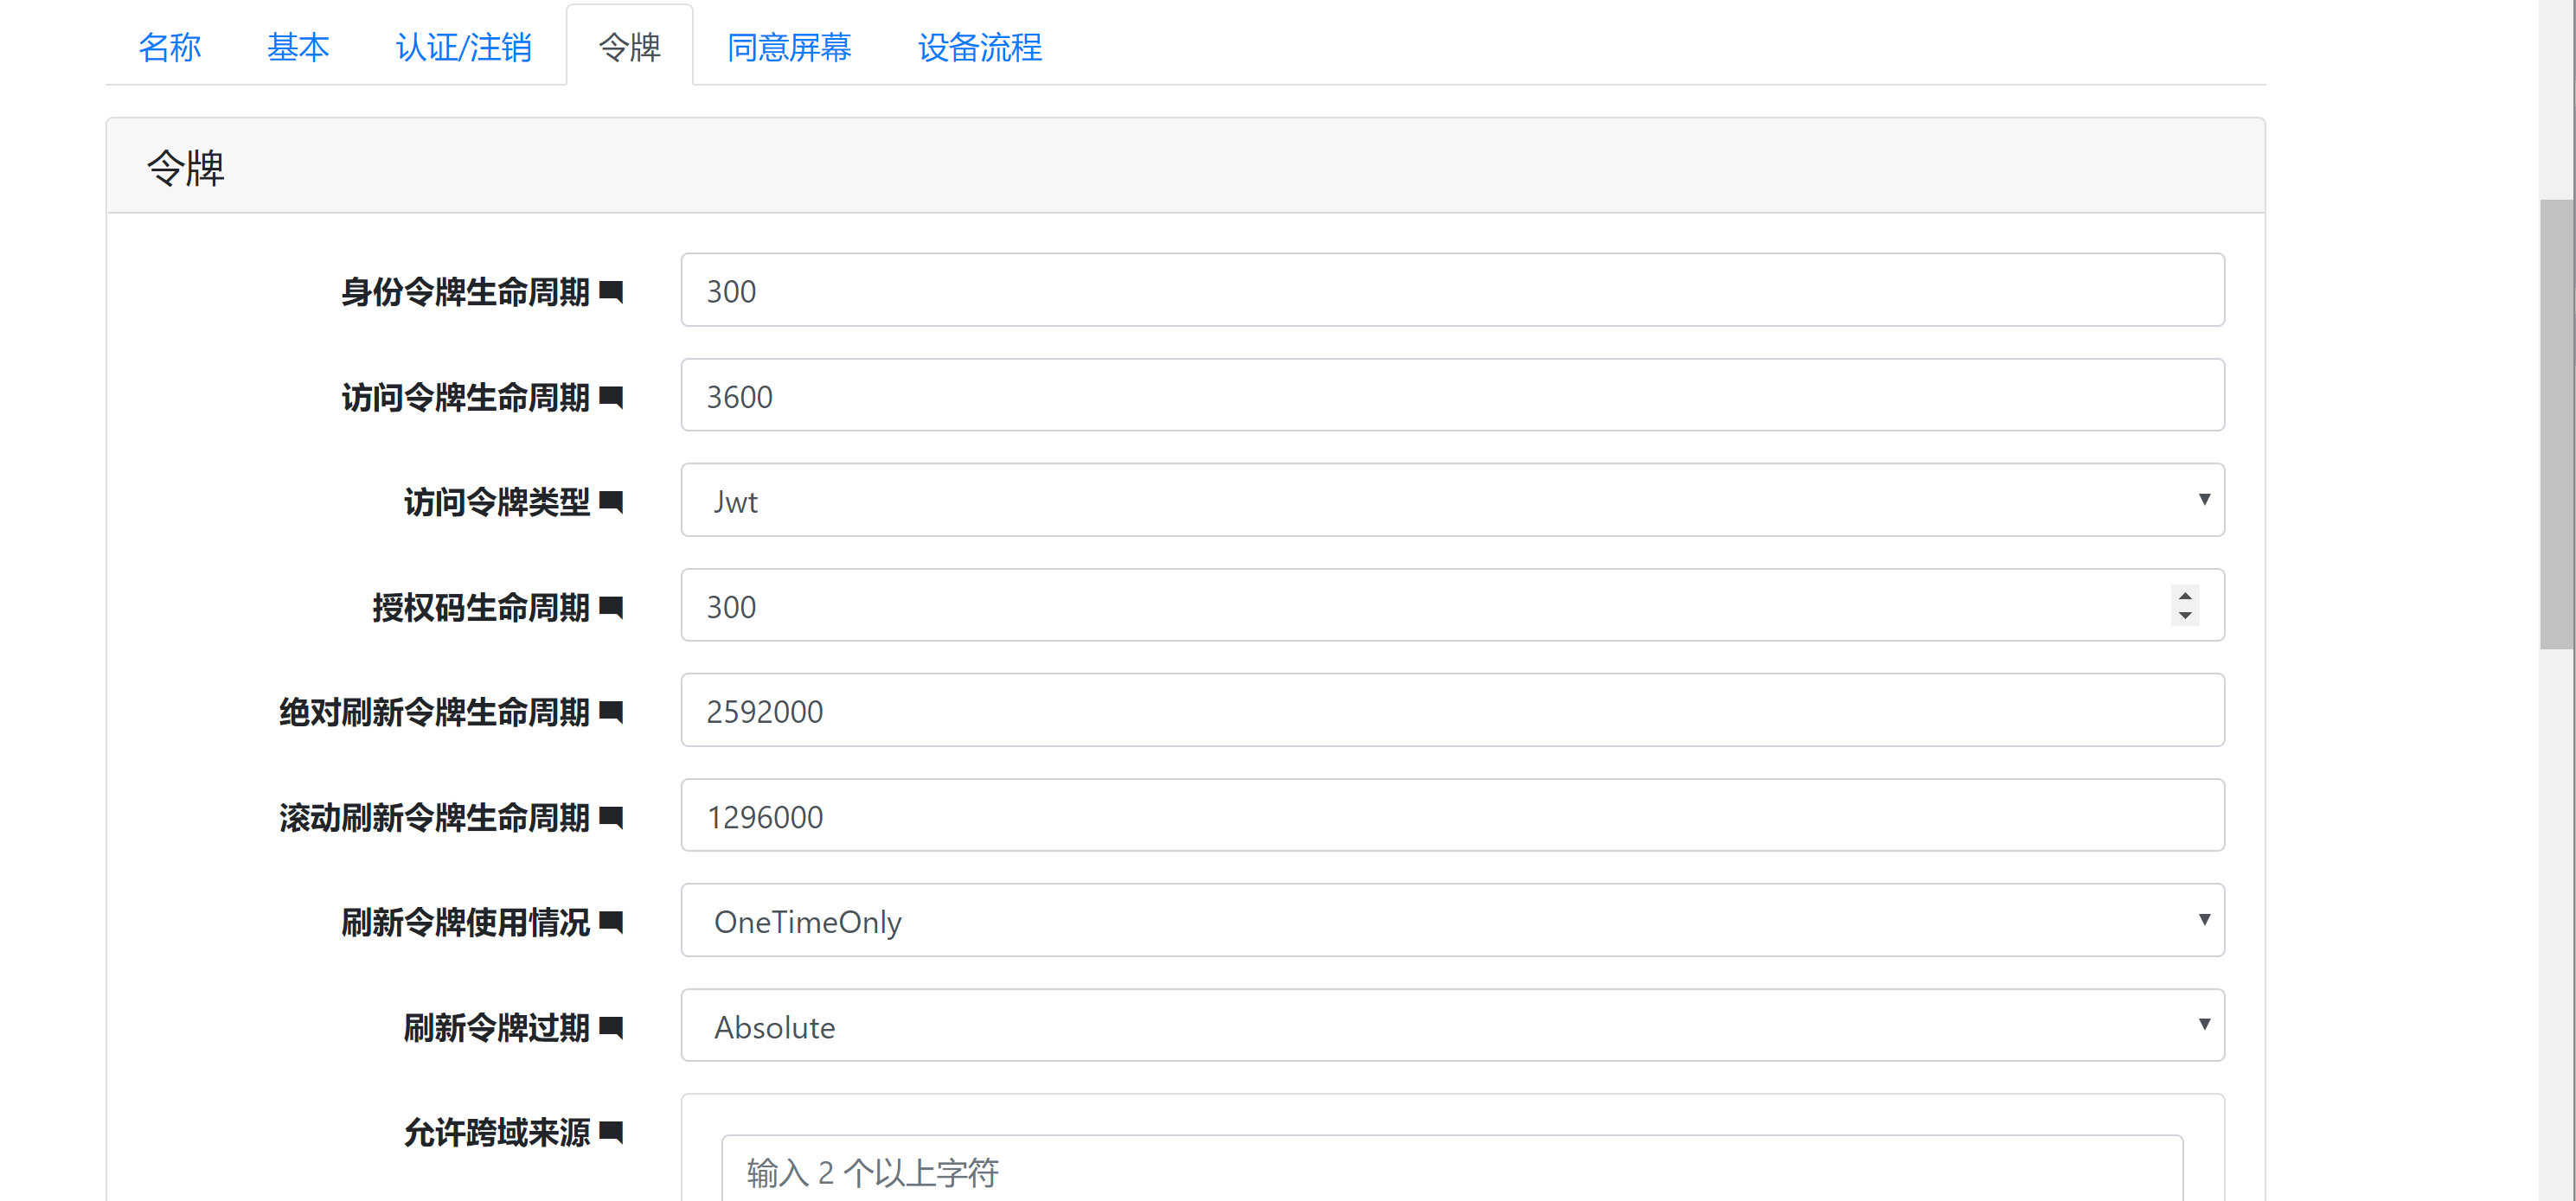 名称 基本 认证/注销 令牌 同意屏幕 设备流程
令牌
身份令牌生命周期 300
访问令牌生命周期 3600
访问令牌类型 Jwt
授权码生命周期 300
绝对刷新令牌生命周期 2592000
滚动刷新令牌生命周期 1296000
刷新令牌使用情况 OneTimeOnly
刷新令牌过期 Absolute
允许跨域来源
输入 2 个以上字符